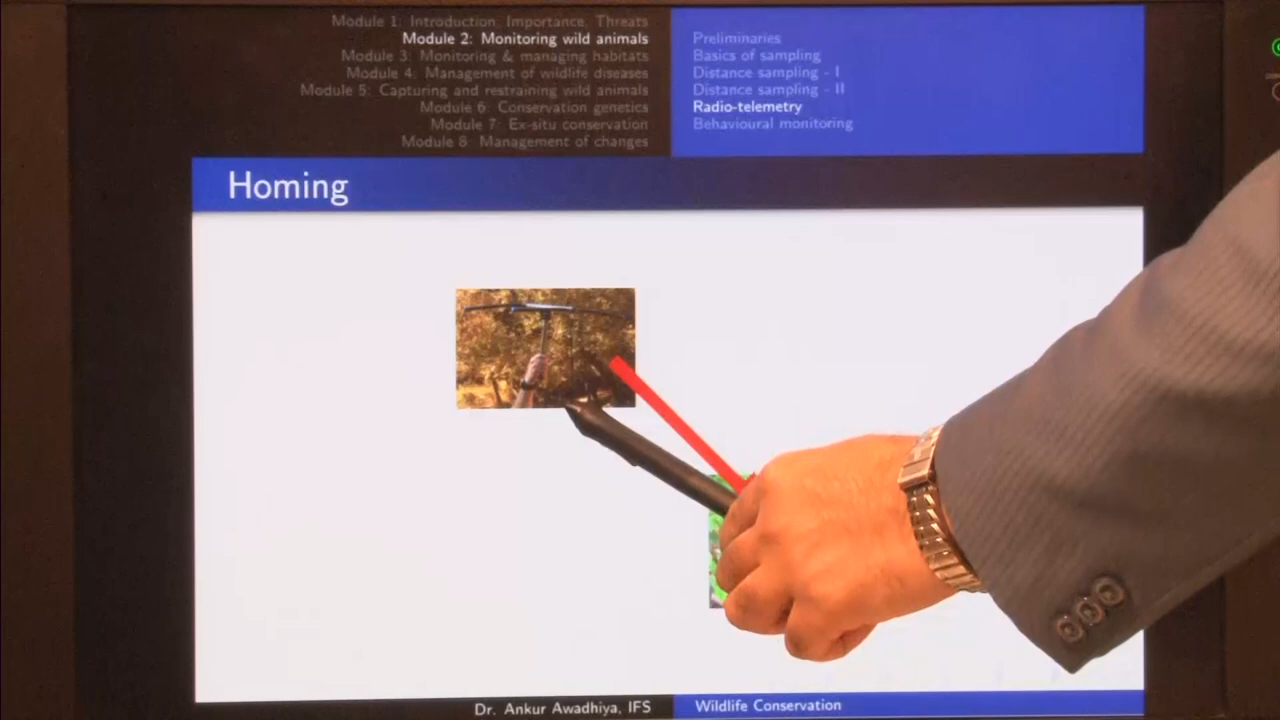 Module 1: Introduction, Importance, Threats
Module 2: Monitoring wild animals
Module 3: Monitoring & managing habitats
Module 4: Management of wildlife diseases
Module 5: Capturing and restraining wild animals
Module 6: Conservation genetics
Module 7: Ex-situ conservation
Module 8: Management of changes
Preliminaries
Basics of sampling
Distance sampling - I
Distance sampling - II
Radio-telemetry
Behavioural monitoring
Homing
Dr. Ankur Awadhiya, IFS
Wildlife Conservation